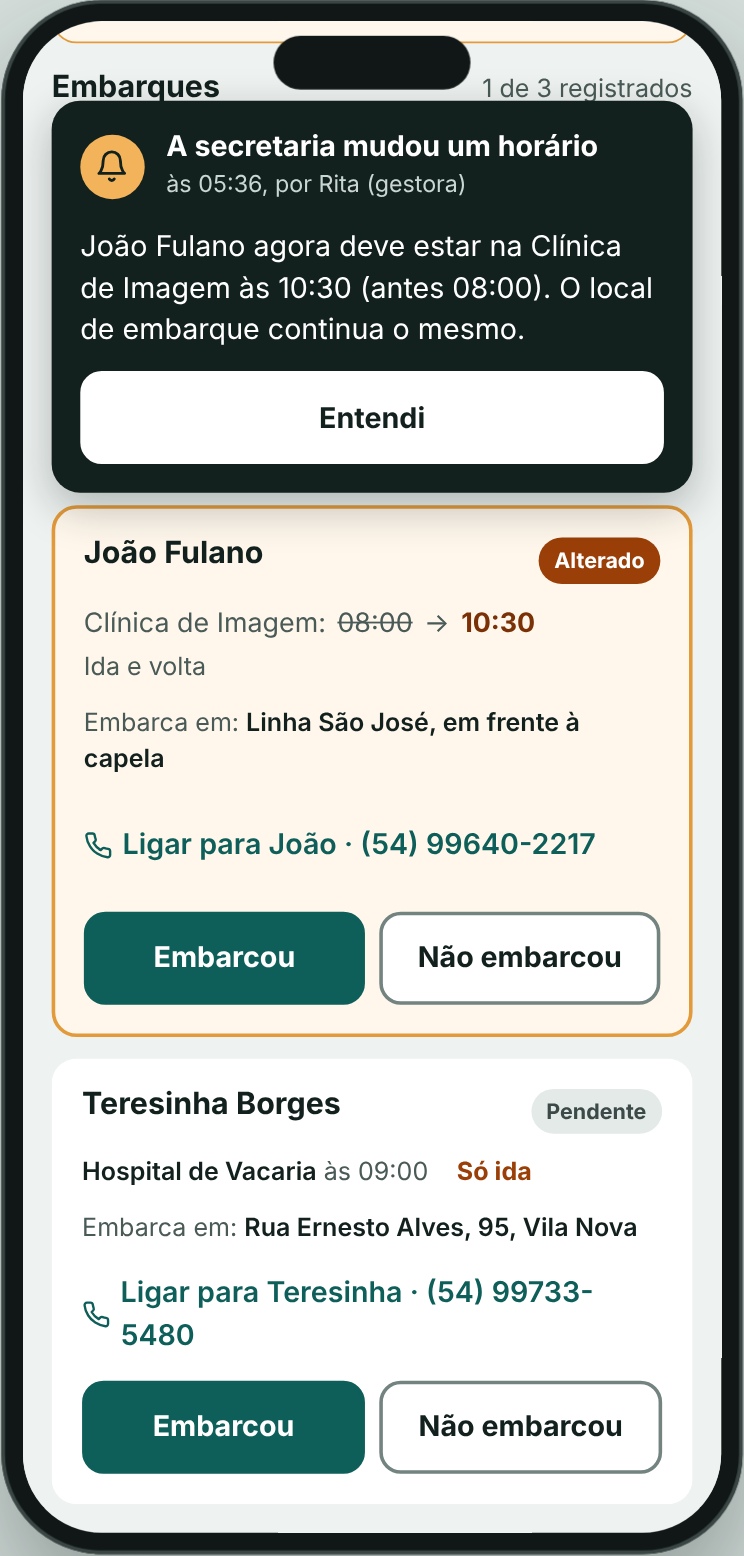 Embarques
1 de 3 registrados
A secretaria mudou um horário
às 05:36, por Rita (gestora)
João Fulano agora deve estar na Clínica
de Imagem às 10:30 (antes 08:00). O local
de embarque continua o mesmo.
Entendi
João Fulano
Alterado
Clínica de Imagem: 08:00 → 10:30
Ida e volta
Embarca em: Linha São José, em frente à
capela
Ligar para João · (54) 99640-2217
Embarcou
Não embarcou
Teresinha Borges
Pendente
Hospital de Vacaria às 09:00 Só ida
Embarca em: Rua Ernesto Alves, 95, Vila Nova
Ligar para Teresinha · (54) 99733-
5480
Embarcou
Não embarcou